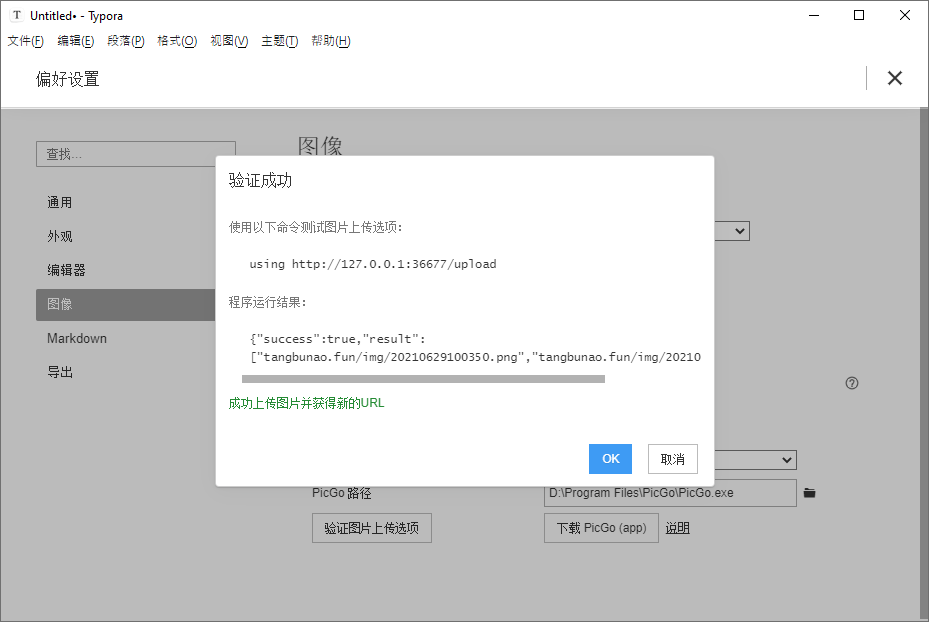 T Untitled• - Typora
文件(F) 编辑(E) 段落(P) 格式(O) 视图(V) 主题(T) 帮助(H)
偏好设置
图像
查找...
验证成功
通用
使用以下命令测试图片上传选项:
外观
using http://127.0.0.1:36677/upload
编辑器
程序运行结果:
图像
{"success":true,"result":
Markdown
["tangbunao.fun/img/20210629100350.png","tangbunao.fun/img/20210
导出
成功上传图片并获得新的URL
OK 取消
PicGo 路径 D:\Program Files\PicGo\PicGo.exe
验证图片上传选项 下载 PicGo (app) 说明